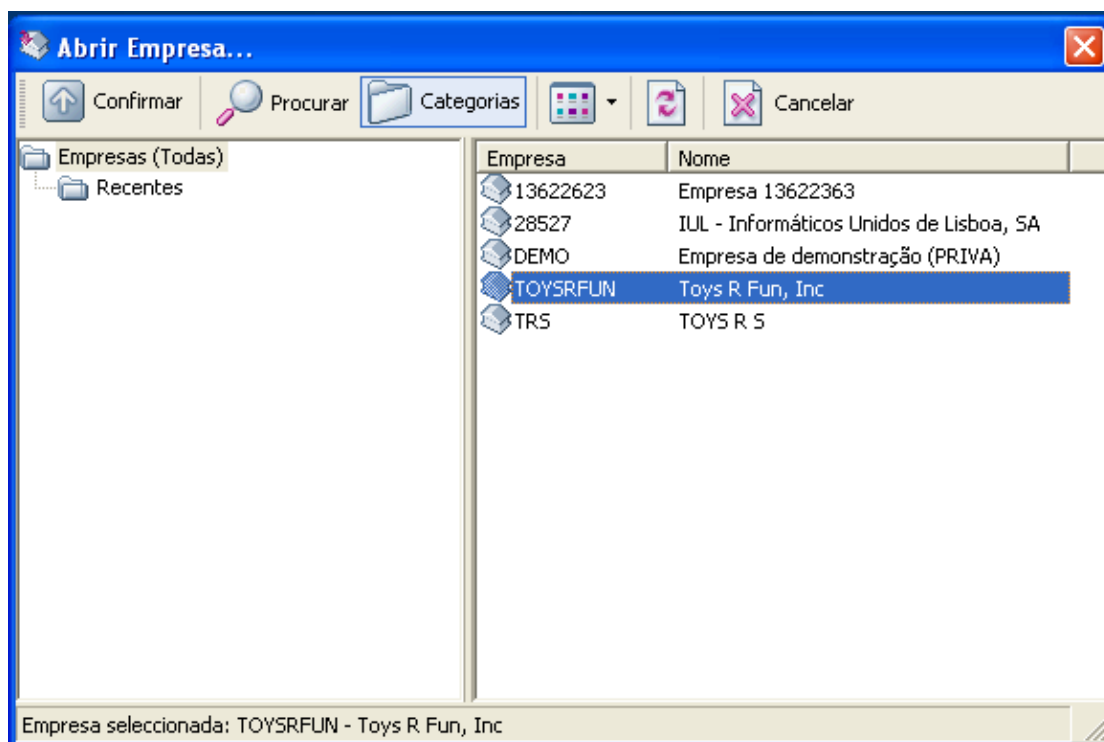 Abrir Empresa...
Confirmar Procurar Categorias Cancelar
Empresas (Todas)
Recentes
Empresa Nome
13622623 Empresa 13622363
28527 IUL - Informáticos Unidos de Lisboa, SA
DEMO Empresa de demonstração (PRIVA)
TOYSRFUN Toys R Fun, Inc
TRS TOYS R S
Empresa seleccionada: TOYSRFUN - Toys R Fun, Inc